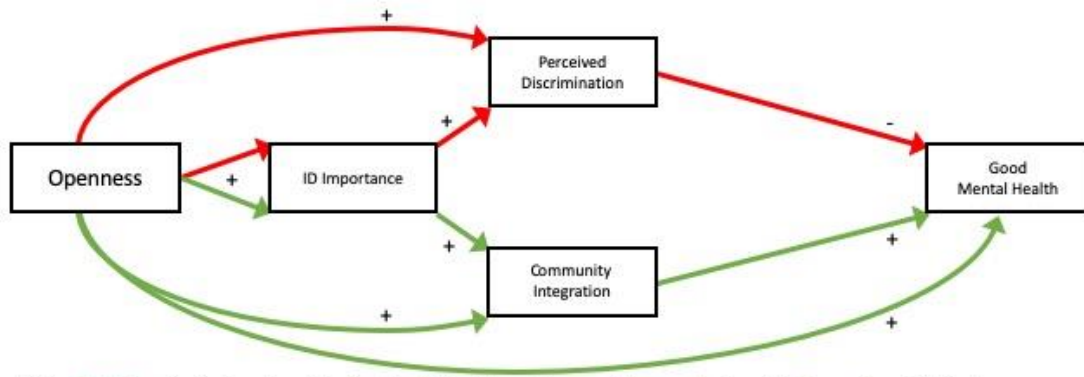 +
Perceived
Discrimination
+
-
Openness
+
ID Importance
Good
Mental Health
+
+
Community
Integration
+
+